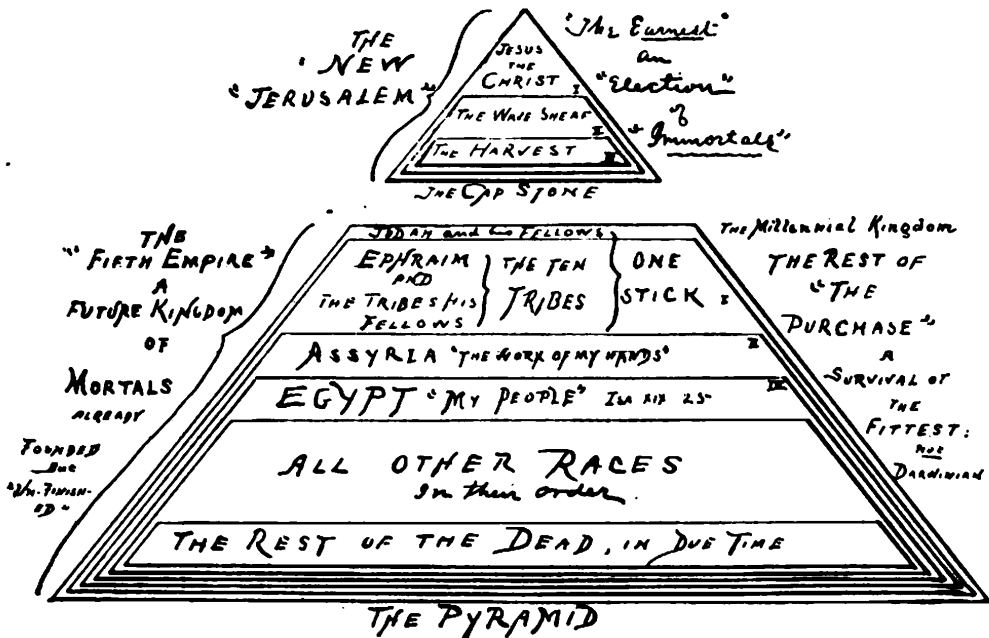 THE
"NEW
JERUSALEM"
JESUS
THE
CHRIST
I
THE WAVE SHEAF
II
THE HARVEST
III
THE CAP STONE
"The Earnest"
an
"Election"
of
"Immortals"
THE
"FIFTH EMPIRE"
A
FUTURE KINGDOM
OF
MORTALS
ALREADY
FOUNDED
but
"UN-FINISH-
ED"
JUDAH and his FELLOWS
EPHRAIM
AND
THE TRIBES HIS
FELLOWS
THE TEN
TRIBES
ONE
STICK
I
ASSYRIA "THE WORK OF MY HANDS"
II
EGYPT "MY PEOPLE" Isa XIX 25
III
ALL OTHER RACES
In their order.
THE REST OF THE DEAD, IN DUE TIME
THE PYRAMID
THE Millennial Kingdom
THE REST OF
"THE
PURCHASE"
A
SURVIVAL OF
THE
FITTEST:
NOT
DARWINIAN